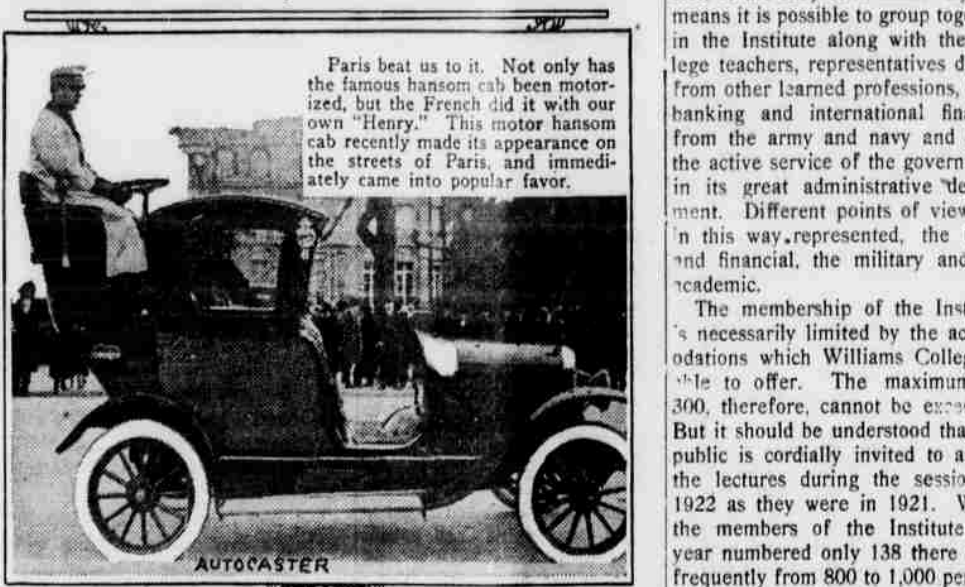 Paris beat us to it. Not only has
the famous hansom cab been motor-
ized, but the French did it with our
own "Henry." This motor hansom
cab recently made its appearance on
the streets of Paris, and immedi-
ately came into popular favor.
AUTOCASTER
means it is possible to group tog
in the Institute along with the
lege teachers, representatives d
from other learned professions,
banking and international fin
from the army and navy and
the active service of the govern
in its great administrative de
ment. Different points of view
n this way represented, the
and financial, the military and
academic.
The membership of the Inst
s necessarily limited by the ac
odations which Williams Colleg
to offer. The maximum
300, therefore, cannot be
But it should be understood tha
public is cordially invited to a
the lectures during the sessio
1922 as they were in 1921. W
the members of the Institute
year numbered only 138 there
frequently from 800 to 1,000 pe